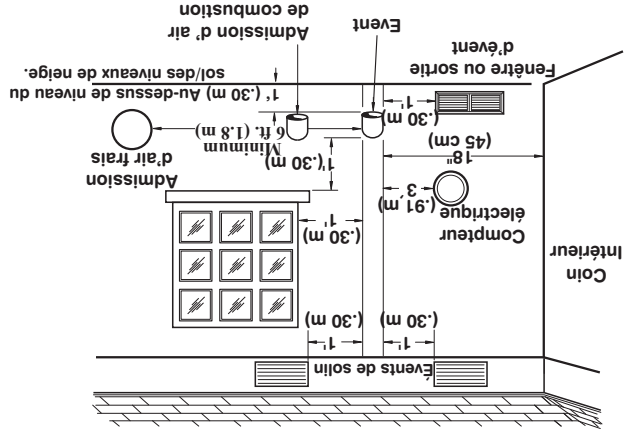 Évents de solin
1'
(.30 m)
1'
(.30 m)
Coin
Intérieur
Compteur
électrique
(.91 m)
3'
(.30 m)
1'
18"
(45 cm)
1'(.30 m)
Admission
d'air frais
Minimum
6 ft. (1.8 m)
(.30 m)
1'
1' (.30 m) Au-dessus de niveau du
sol/des niveaux de neige.
Fenêtre ou sortie
d'évent
Évent
Admission d' air
de combustion